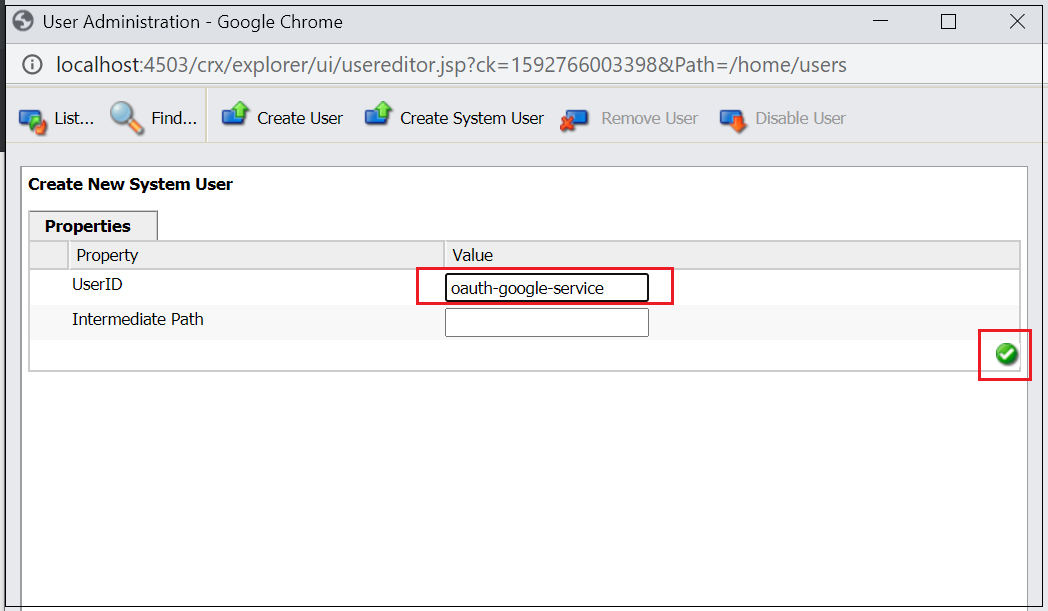 User Administration - Google Chrome
localhost:4503/crx/explorer/ui/usereditor.jsp?ck=1592766003398&Path=/home/users
List... Find... Create User Create System User Remove User Disable User
Create New System User
Properties
Property Value
UserID oauth-google-service
Intermediate Path